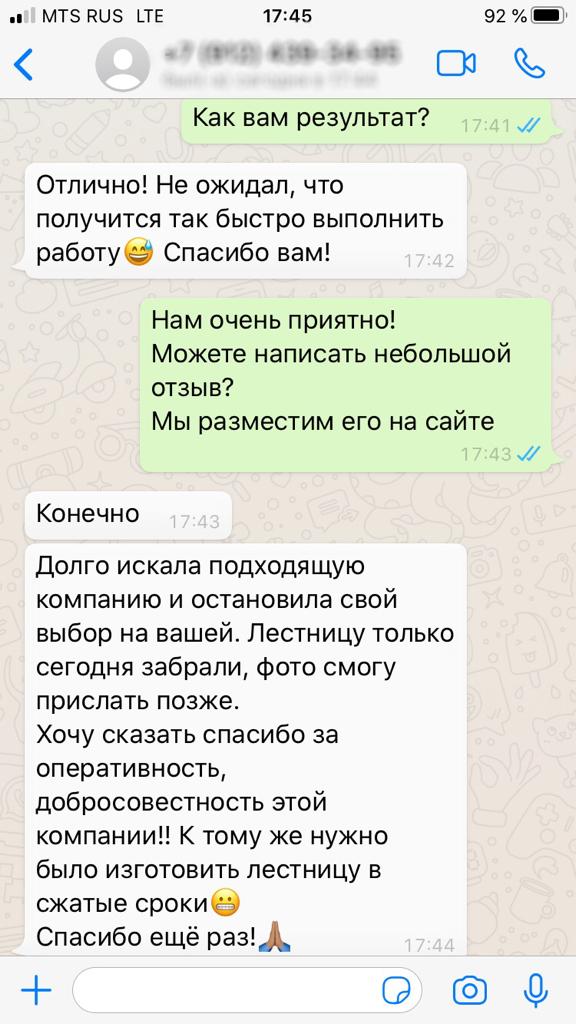 MTS RUS LTE 17:45 92 %
Как вам результат? 17:41
Отлично! Не ожидал, что
получится так быстро выполнить
работу😅 Спасибо вам! 17:42
Нам очень приятно!
Можете написать небольшой
отзыв?
Мы разместим его на сайте
17:43
Конечно 17:43
Долго искала подходящую
компанию и остановила свой
выбор на вашей. Лестницу только
сегодня забрали, фото смогу
прислать позже.
Хочу сказать спасибо за
оперативность,
добросовестность этой
компании!! К тому же нужно
было изготовить лестницу в
сжатые сроки😬
Спасибо ещё раз!🙏🏽 17:44